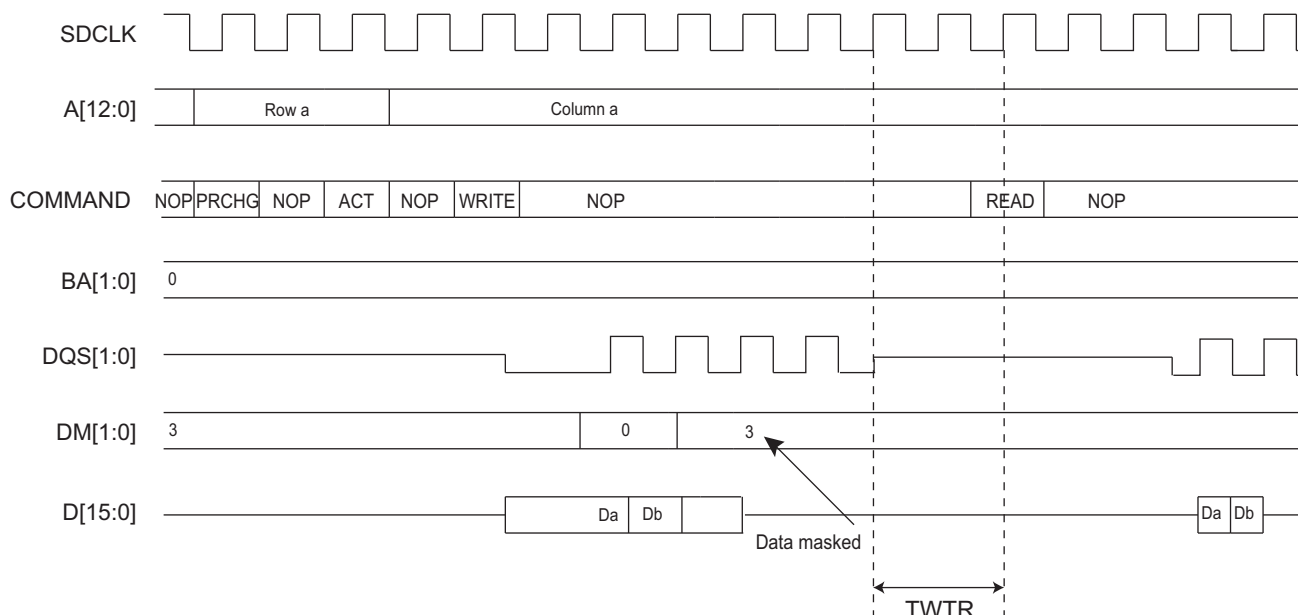 SDCLK
A[12:0] Row a Column a
COMMAND NOP PRCHG NOP ACT NOP WRITE NOP READ NOP
BA[1:0] 0
DQS[1:0]
DM[1:0] 3 0 3
D[15:0] Da Db Da Db
Data masked
TWTR